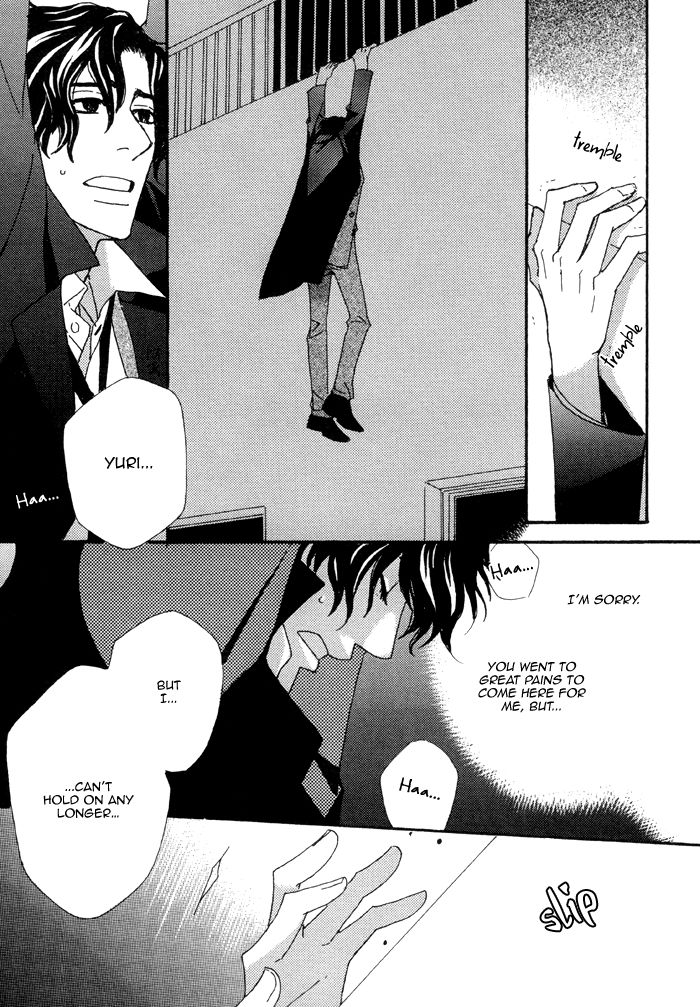 tremble
tremble
YURI...
Haa...
Haa...
I'M SORRY.
YOU WENT TO
GREAT PAINS TO
COME HERE FOR
ME, BUT...
BUT
I...
Haa...
...CAN'T
HOLD ON ANY
LONGER...
slip